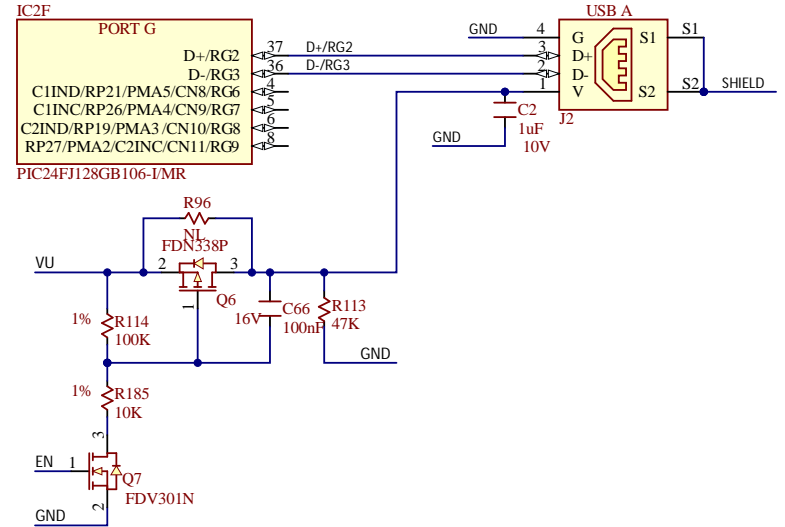 IC2F
PORT G
D+/RG2 37 D+/RG2
D-/RG3 36 D-/RG3
C1IND/RP21/PMA5/CN8/RG6 4
C1INC/RP26/PMA4/CN9/RG7 5
C2IND/RP19/PMA3 /CN10/RG8 6
RP27/PMA2/C2INC/CN11/RG9 8
PIC24FJ128GB106-I/MR
USB A
GND 4 G S1 S1
3 D+
2 D-
1 V S2 S2 SHIELD
J2
C2
1uF
10V
GND
R96
NL
FDN338P
VU 2 3
1 Q6
16V C66
100nF
R113
47K
GND
1% R114
100K
1% R185
10K
3
EN 1 Q7
FDV301N
2
GND